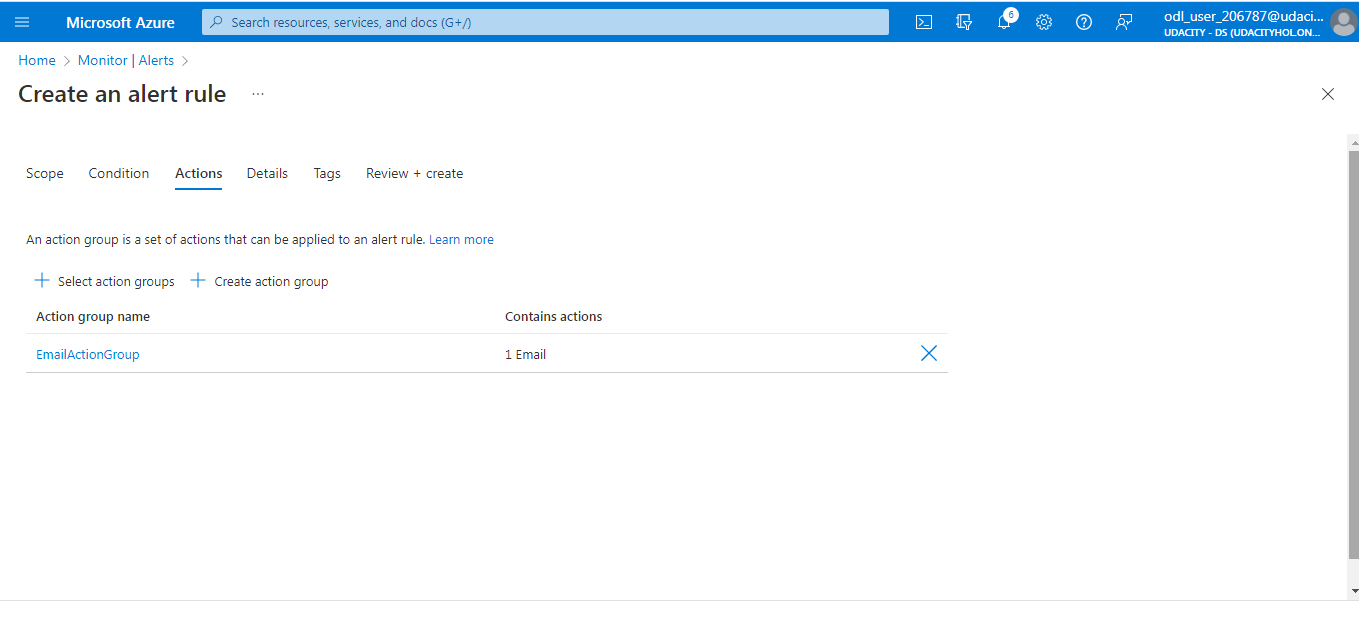 Microsoft Azure
Search resources, services, and docs (G+/)
6
odl_user_206787@udaci...
UDACITY - DS (UDACITYHOL.ON...
Home > Monitor | Alerts >
Create an alert rule ...
Scope Condition Actions Details Tags Review + create
An action group is a set of actions that can be applied to an alert rule. Learn more
+ Select action groups + Create action group
Action group name Contains actions
EmailActionGroup 1 Email